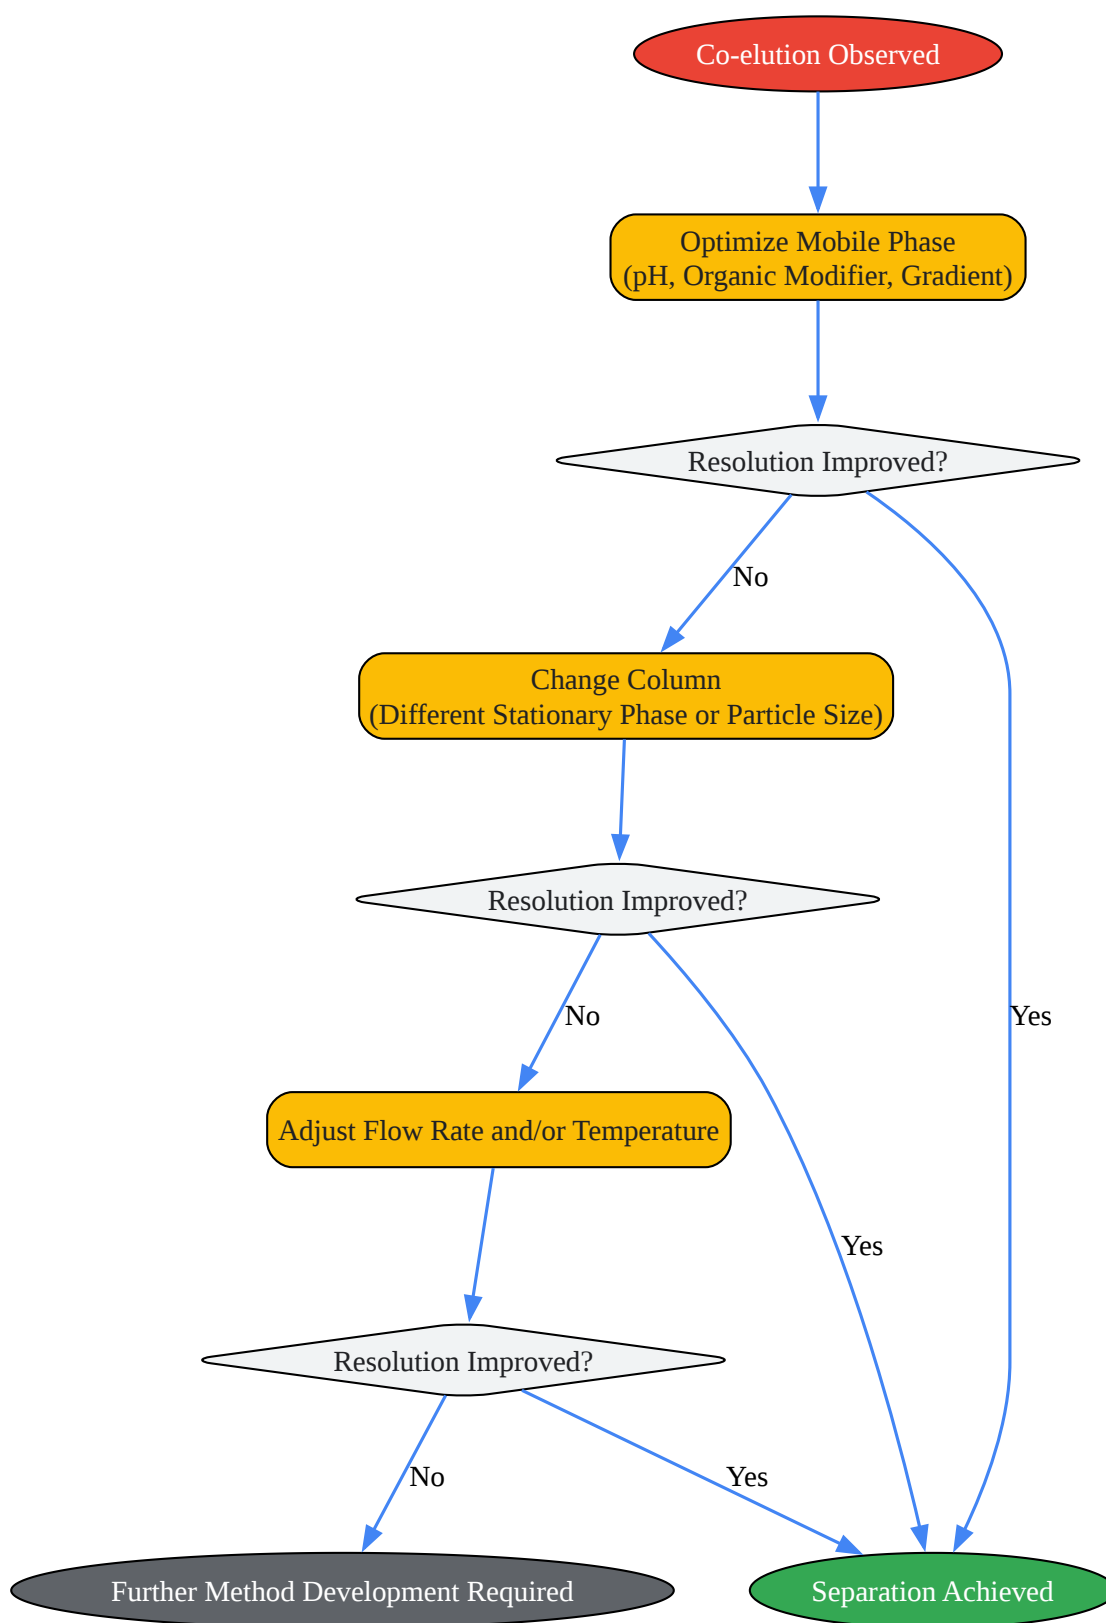 Co-elution Observed
Optimize Mobile Phase
(pH, Organic Modifier, Gradient)
Resolution Improved?
No
Change Column
(Different Stationary Phase or Particle Size)
Resolution Improved?
No
Yes
Adjust Flow Rate and/or Temperature
Yes
Resolution Improved?
No
Yes
Further Method Development Required
Separation Achieved